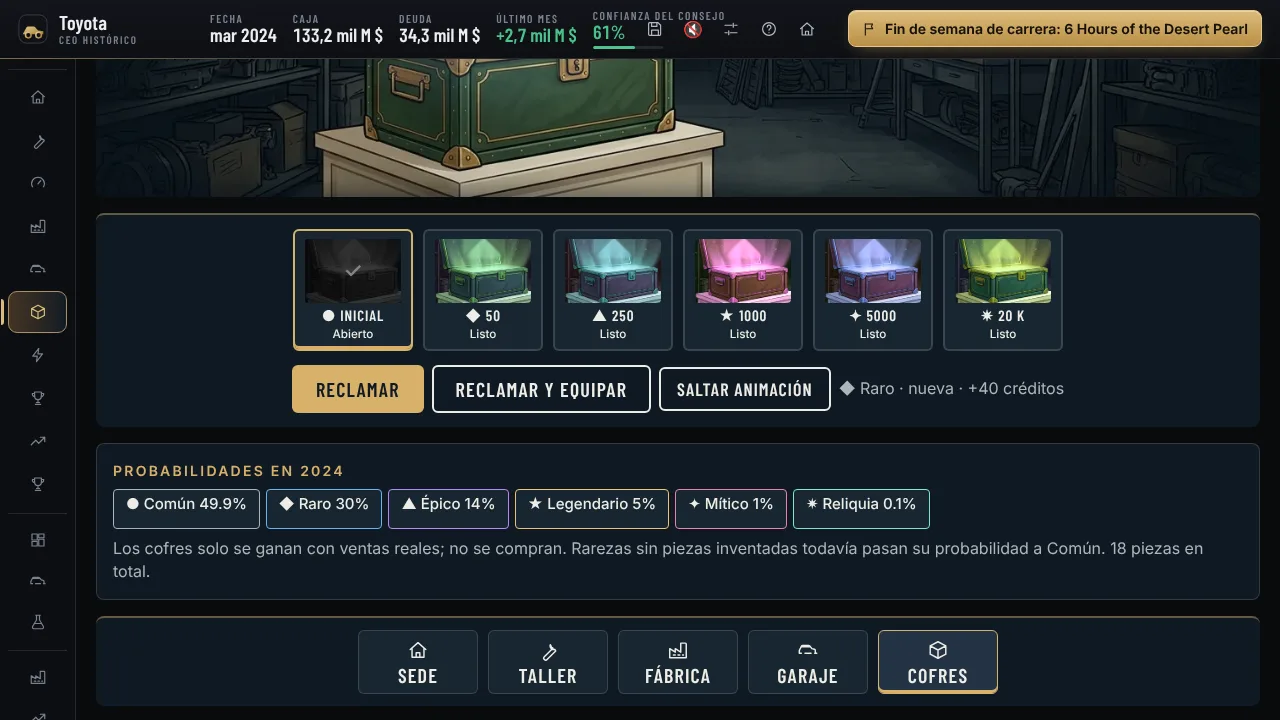 Toyota
CEO HISTÓRICO
FECHA
mar 2024
CAJA
133,2 mil M $
DEUDA
34,3 mil M $
ÚLTIMO MES
+2,7 mil M $
CONFIANZA DEL CONSEJO
61%
Fin de semana de carrera: 6 Hours of the Desert Pearl
INICIAL
Abierto
50
Listo
250
Listo
1000
Listo
5000
Listo
20 K
Listo
RECLAMAR
RECLAMAR Y EQUIPAR
SALTAR ANIMACIÓN
Raro · nueva · +40 créditos
PROBABILIDADES EN 2024
Común 49.9%
Raro 30%
Épico 14%
Legendario 5%
Mítico 1%
Reliquia 0.1%
Los cofres solo se ganan con ventas reales; no se compran. Rarezas sin piezas inventadas todavía pasan su probabilidad a Común. 18 piezas en
total.
SEDE
TALLER
FÁBRICA
GARAJE
COFRES